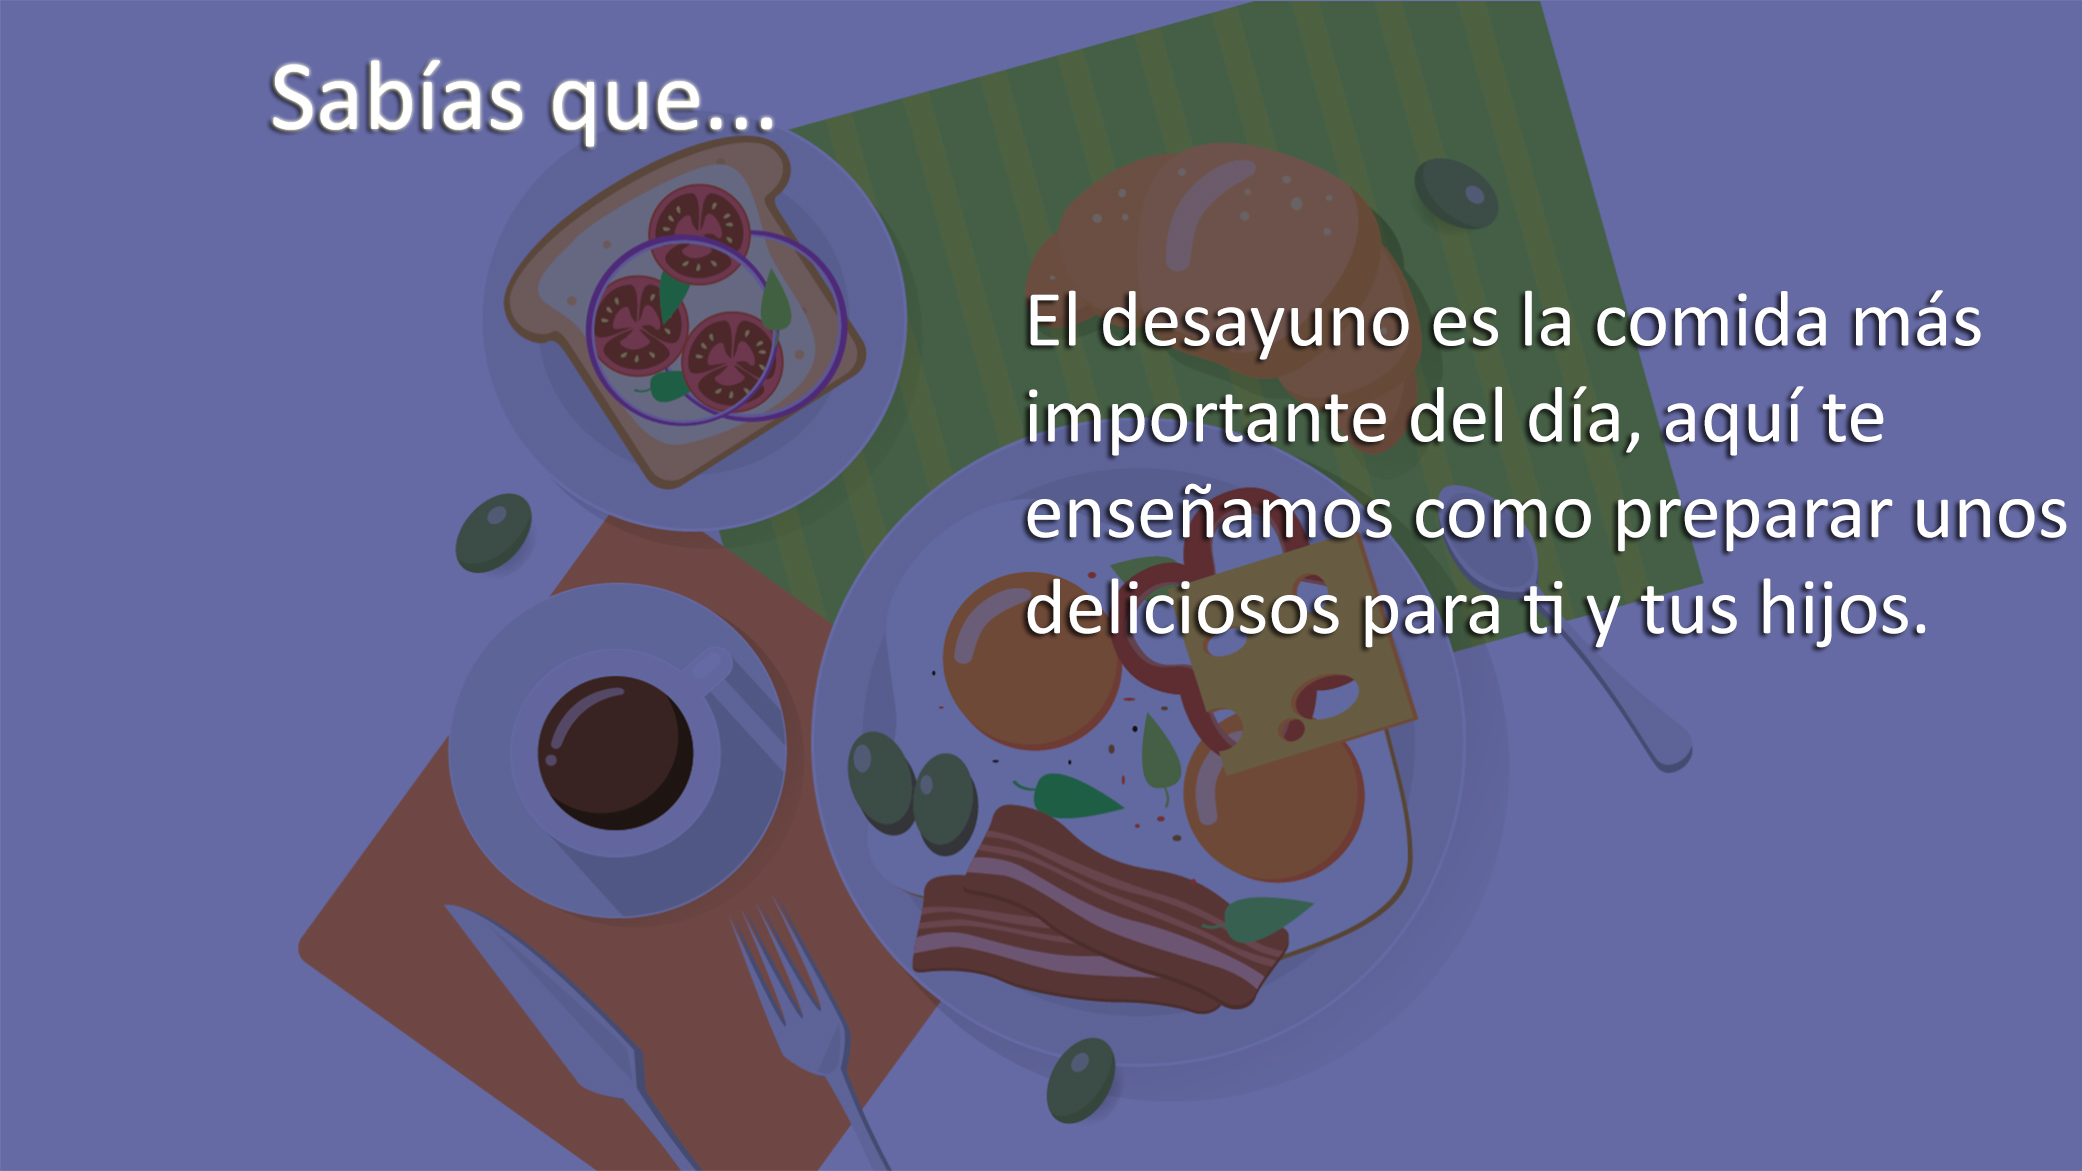 Sabías que...
El desayuno es la comida más
importante del día, aquí te
enseñamos como preparar unos
deliciosos para ti y tus hijos.